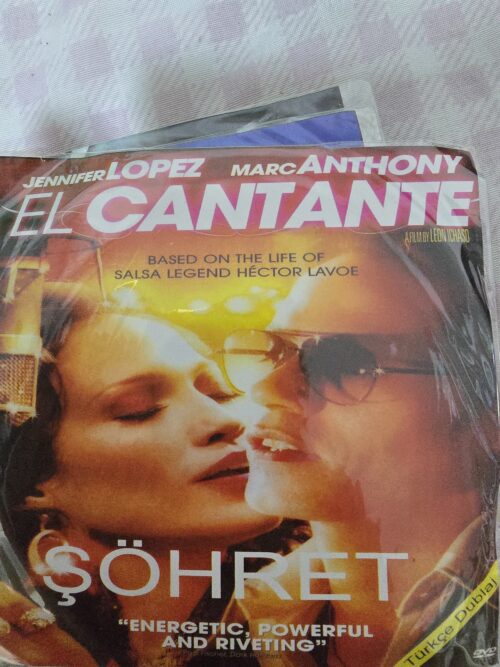 JENNIFER LOPEZ MARC ANTHONY
EL CANTANTE
A FILM BY LEON ICHASO
BASED ON THE LIFE OF
SALSA LEGEND HÉCTOR LAVOE
ŞÖHRET
"ENERGETIC, POWERFUL
AND RIVETING"
Türkçe Dublaj
DVD